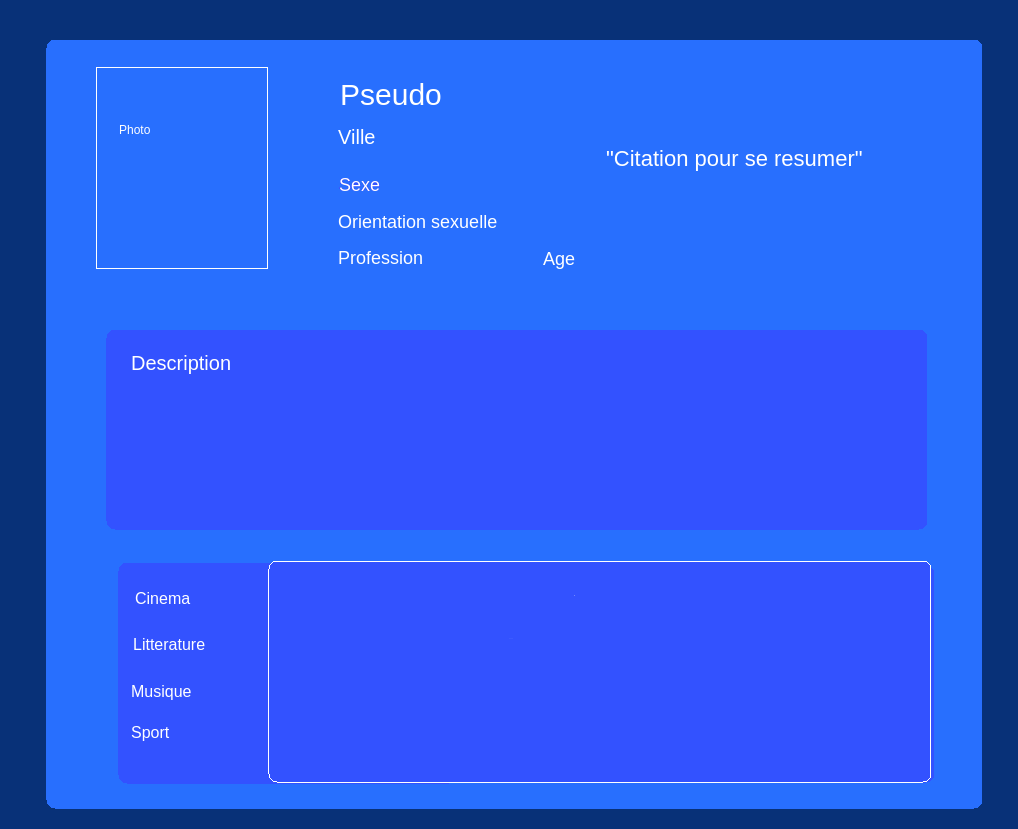 Photo
Pseudo
Ville
"Citation pour se resumer"
Sexe
Orientation sexuelle
Profession
Age
Description
Cinema
Litterature
Musique
Sport